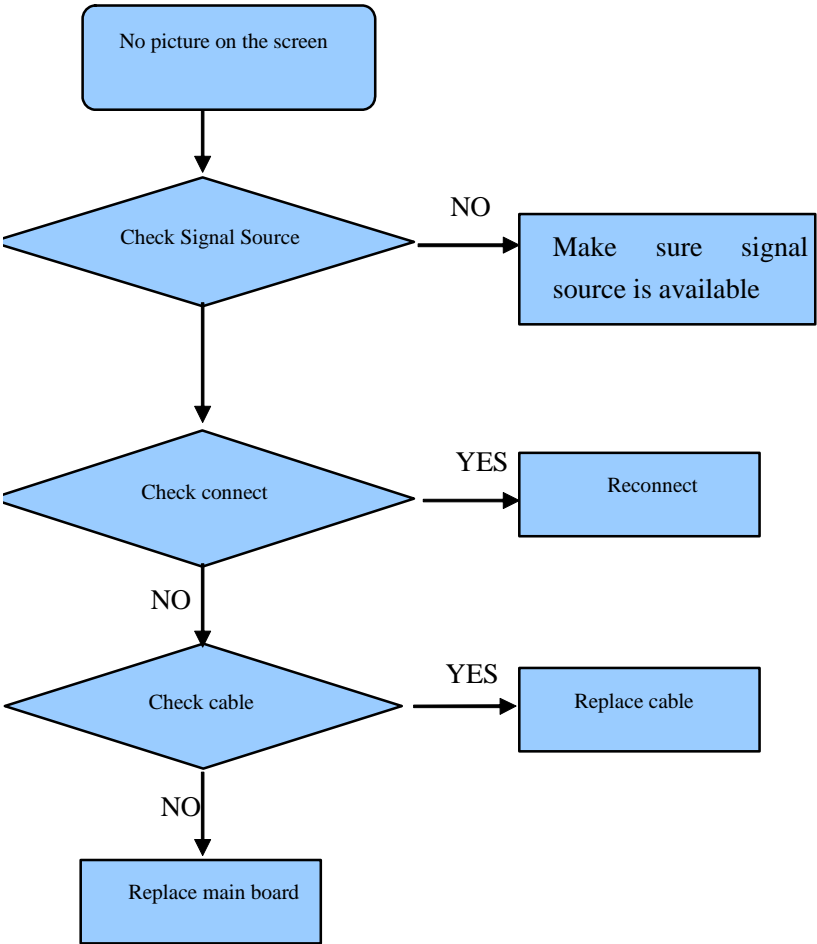 No picture on the screen
NO
Check Signal Source
Make sure signal
source is available
YES
Check connect
Reconnect
NO
YES
Check cable
Replace cable
NO
Replace main board